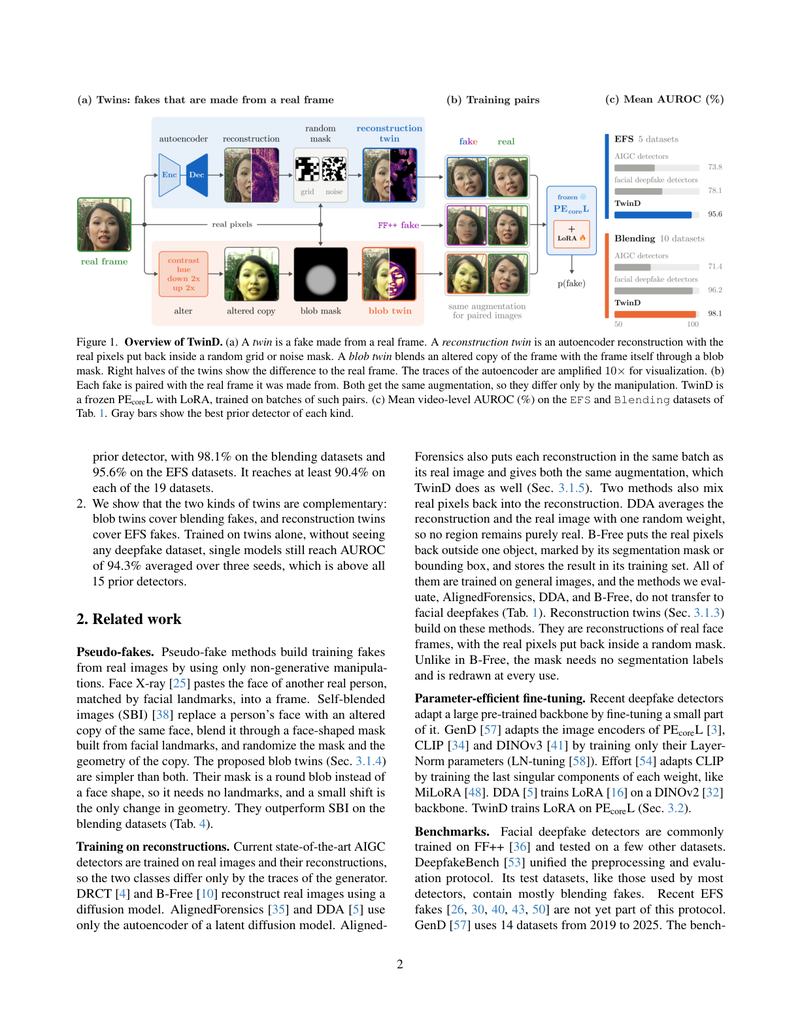 (a) Twins: fakes that are made from a real frame
(b) Training pairs
(c) Mean AUROC (%)
autoencoder
reconstruction
random
mask
reconstruction
twin
Enc
Dec
grid
noise
real frame
real pixels
contrast
hue
down 2x
up 2x
alter
altered copy
blob mask
blob twin
fake
real
FF++ fake
same augmentation
for paired images
frozen
PEcoreL
+
LoRA
p(fake)
EFS 5 datasets
AIGC detectors
73.8
facial deepfake detectors
78.1
TwinD
95.6
Blending 10 datasets
AIGC detectors
71.4
facial deepfake detectors
96.2
TwinD
98.1
50
100
Figure 1. Overview of TwinD. (a) A twin is a fake made from a real frame. A reconstruction twin is an autoencoder reconstruction with the
real pixels put back inside a random grid or noise mask. A blob twin blends an altered copy of the frame with the frame itself through a blob
mask. Right halves of the twins show the difference to the real frame. The traces of the autoencoder are amplified 10× for visualization. (b)
Each fake is paired with the real frame it was made from. Both get the same augmentation, so they differ only by the manipulation. TwinD is
a frozen PEcoreL with LoRA, trained on batches of such pairs. (c) Mean video-level AUROC (%) on the EFS and Blending datasets of
Tab. 1. Gray bars show the best prior detector of each kind.
prior detector, with 98.1% on the blending datasets and
95.6% on the EFS datasets. It reaches at least 90.4% on
each of the 19 datasets.
2. We show that the two kinds of twins are complementary:
blob twins cover blending fakes, and reconstruction twins
cover EFS fakes. Trained on twins alone, without seeing
any deepfake dataset, single models still reach AUROC
of 94.3% averaged over three seeds, which is above all
15 prior detectors.
2. Related work
Pseudo-fakes. Pseudo-fake methods build training fakes
from real images by using only non-generative manipula-
tions. Face X-ray [25] pastes the face of another real person,
matched by facial landmarks, into a frame. Self-blended
images (SBI) [38] replace a person's face with an altered
copy of the same face, blend it through a face-shaped mask
built from facial landmarks, and randomize the mask and the
geometry of the copy. The proposed blob twins (Sec. 3.1.4)
are simpler than both. Their mask is a round blob instead of
a face shape, so it needs no landmarks, and a small shift is
the only change in geometry. They outperform SBI on the
blending datasets (Tab. 4).
Training on reconstructions. Current state-of-the-art AIGC
detectors are trained on real images and their reconstructions,
so the two classes differ only by the traces of the generator.
DRCT [4] and B-Free [10] reconstruct real images using a
diffusion model. AlignedForensics [35] and DDA [5] use
only the autoencoder of a latent diffusion model. Aligned-
Forensics also puts each reconstruction in the same batch as
its real image and gives both the same augmentation, which
TwinD does as well (Sec. 3.1.5). Two methods also mix
real pixels back into the reconstruction. DDA averages the
reconstruction and the real image with one random weight,
so no region remains purely real. B-Free puts the real pixels
back outside one object, marked by its segmentation mask or
bounding box, and stores the result in its training set. All of
them are trained on general images, and the methods we eval-
uate, AlignedForensics, DDA, and B-Free, do not transfer to
facial deepfakes (Tab. 1). Reconstruction twins (Sec. 3.1.3)
build on these methods. They are reconstructions of real face
frames, with the real pixels put back inside a random mask.
Unlike in B-Free, the mask needs no segmentation labels
and is redrawn at every use.
Parameter-efficient fine-tuning. Recent deepfake detectors
adapt a large pre-trained backbone by fine-tuning a small part
of it. GenD [57] adapts the image encoders of PEcoreL [3],
CLIP [34] and DINOv3 [41] by training only their Layer-
Norm parameters (LN-tuning [58]). Effort [54] adapts CLIP
by training the last singular components of each weight, like
MiLoRA [48]. DDA [5] trains LoRA [16] on a DINOv2 [32]
backbone. TwinD trains LoRA on PEcoreL (Sec. 3.2).
Benchmarks. Facial deepfake detectors are commonly
trained on FF++ [36] and tested on a few other datasets.
DeepfakeBench [53] unified the preprocessing and evalu-
ation protocol. Its test datasets, like those used by most
detectors, contain mostly blending fakes. Recent EFS
fakes [26, 30, 40, 43, 50] are not yet part of this protocol.
GenD [57] uses 14 datasets from 2019 to 2025. The bench-
2